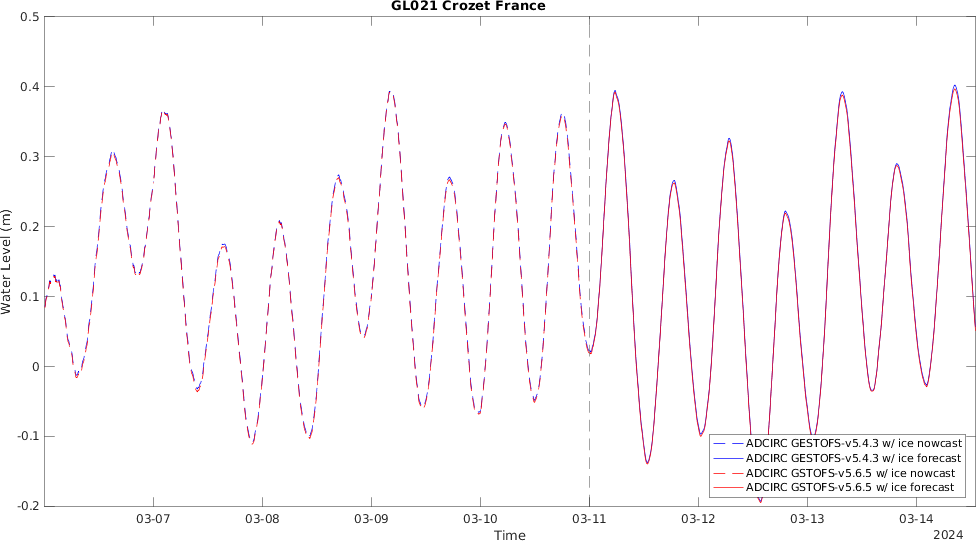 GL021 Crozet France
Water Level (m)
0.5
0.4
0.3
0.2
0.1
0
-0.1
-0.2
ADCIRC GESTOFS-v5.4.3 w/ ice nowcast
ADCIRC GESTOFS-v5.4.3 w/ ice forecast
ADCIRC GSTOFS-v5.6.5 w/ ice nowcast
ADCIRC GSTOFS-v5.6.5 w/ ice forecast
03-07 03-08 03-09 03-10 03-11 03-12 03-13 03-14
Time
2024